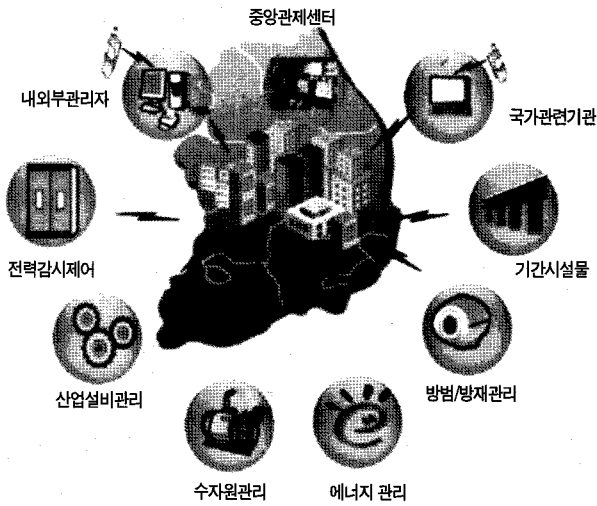 중앙관제센터
내외부관리자
국가관련기관
전력감시제어
기간시설물
산업설비관리
방범/방재관리
수자원관리
에너지 관리